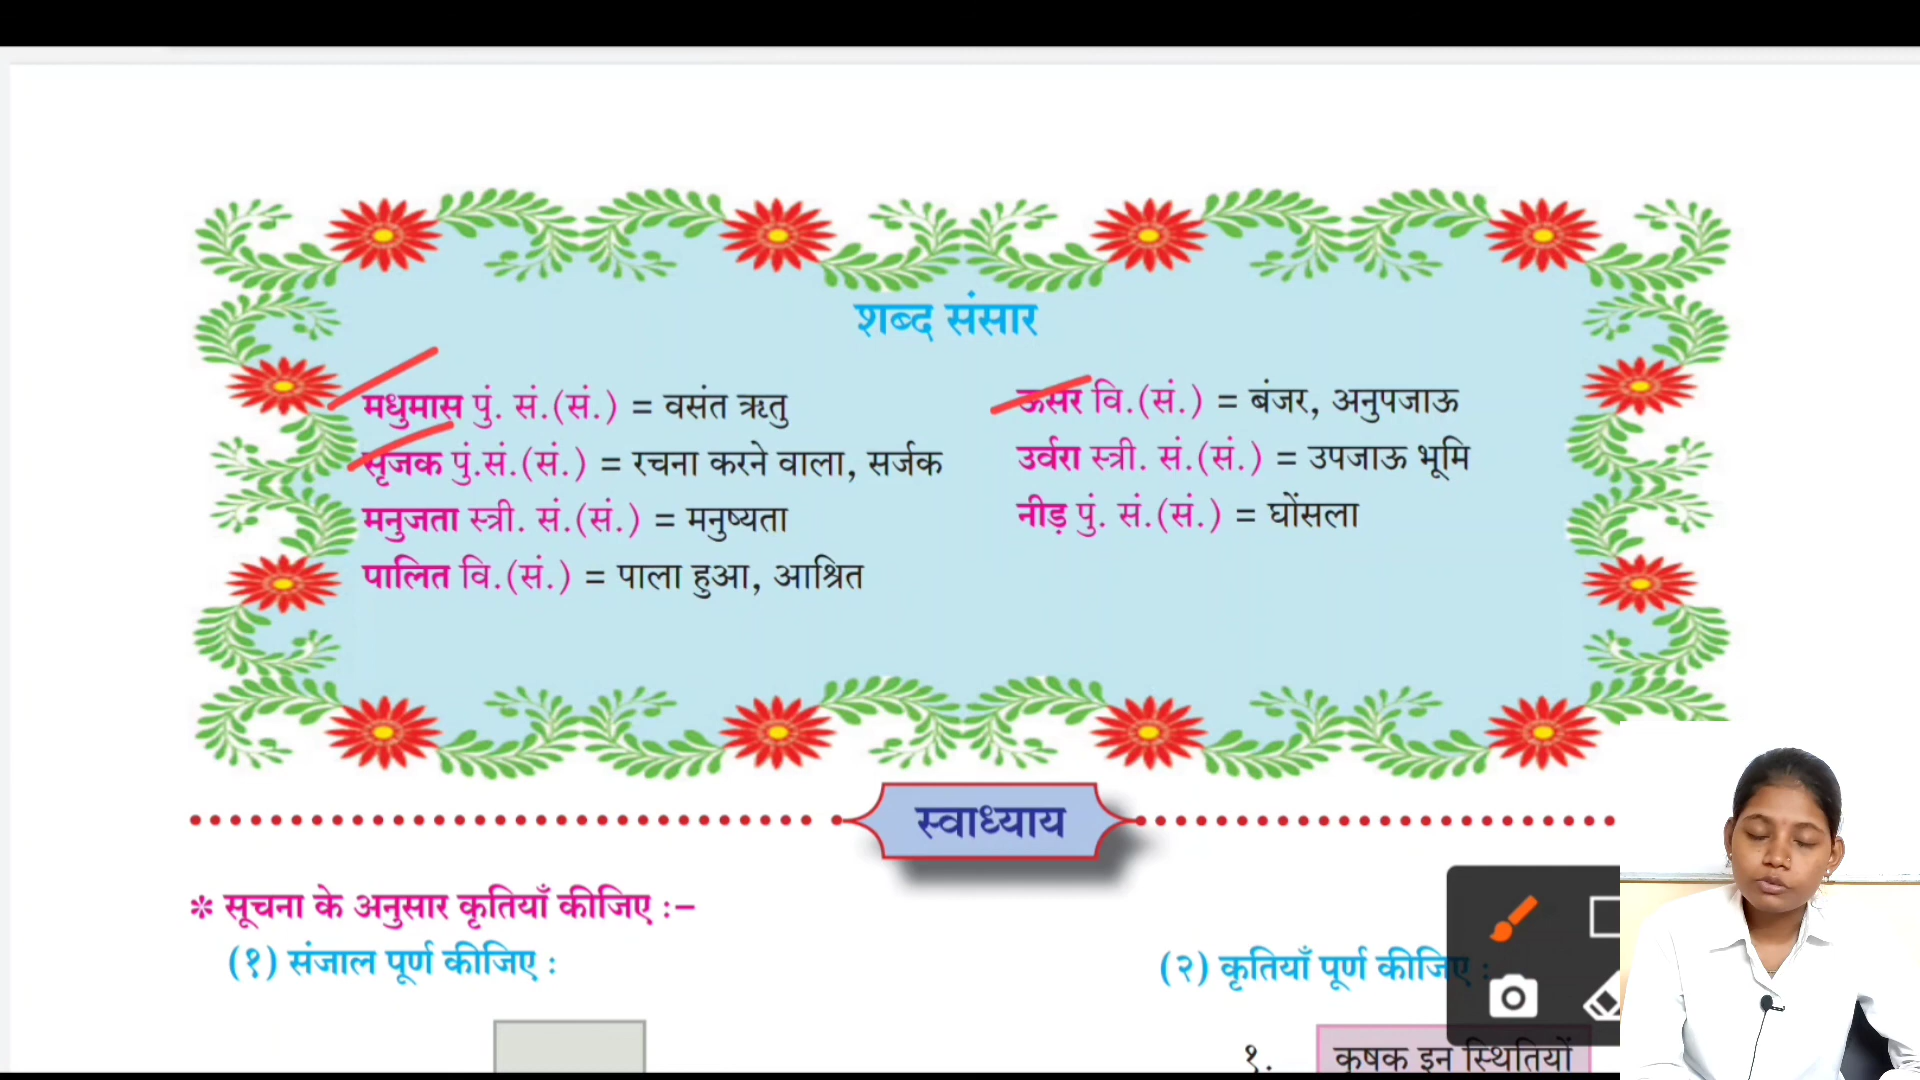 शब्द संसार
मधुमास पुं. सं.(सं.) = वसंत ऋतु
सृजक पुं.सं.(सं.) = रचना करने वाला, सर्जक
मनुजता स्त्री. सं.(सं.) = मनुष्यता
पालित वि.(सं.) = पाला हुआ, आश्रित
ऊसर वि.(सं.) = बंजर, अनुपजाऊ
उर्वरा स्त्री. सं.(सं.) = उपजाऊ भूमि
नीड़ पुं. सं.(सं.) = घोंसला
स्वाध्याय
* सूचना के अनुसार कृतियाँ कीजिए :–
(१) संजाल पूर्ण कीजिए :
(२) कृतियाँ पूर्ण कीजिए :
१. कृषक इन स्थितियों